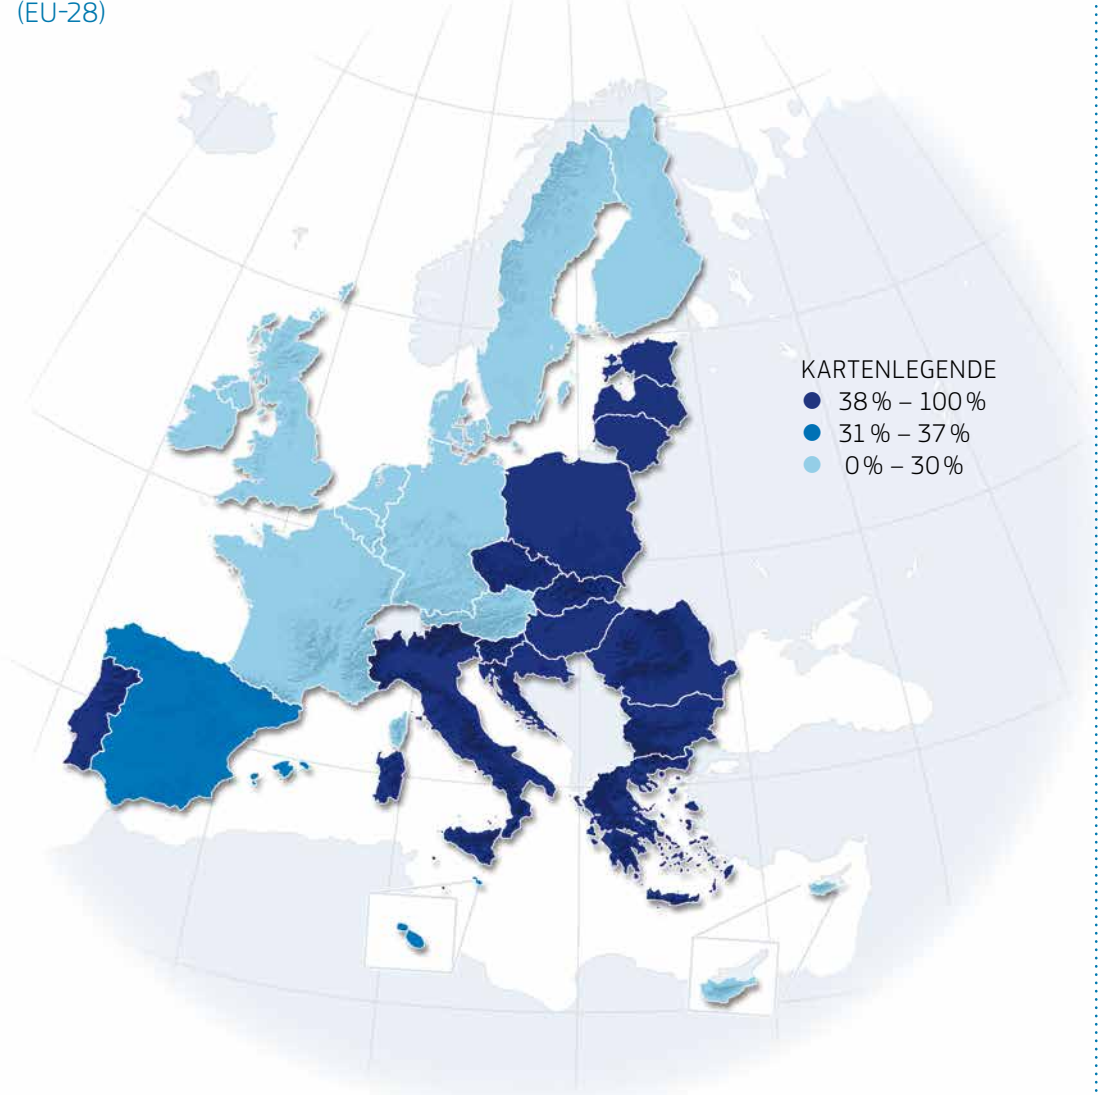 (EU-28)
KARTENLEGENDE
38 % – 100 %
31 % – 37 %
0 % – 30 %